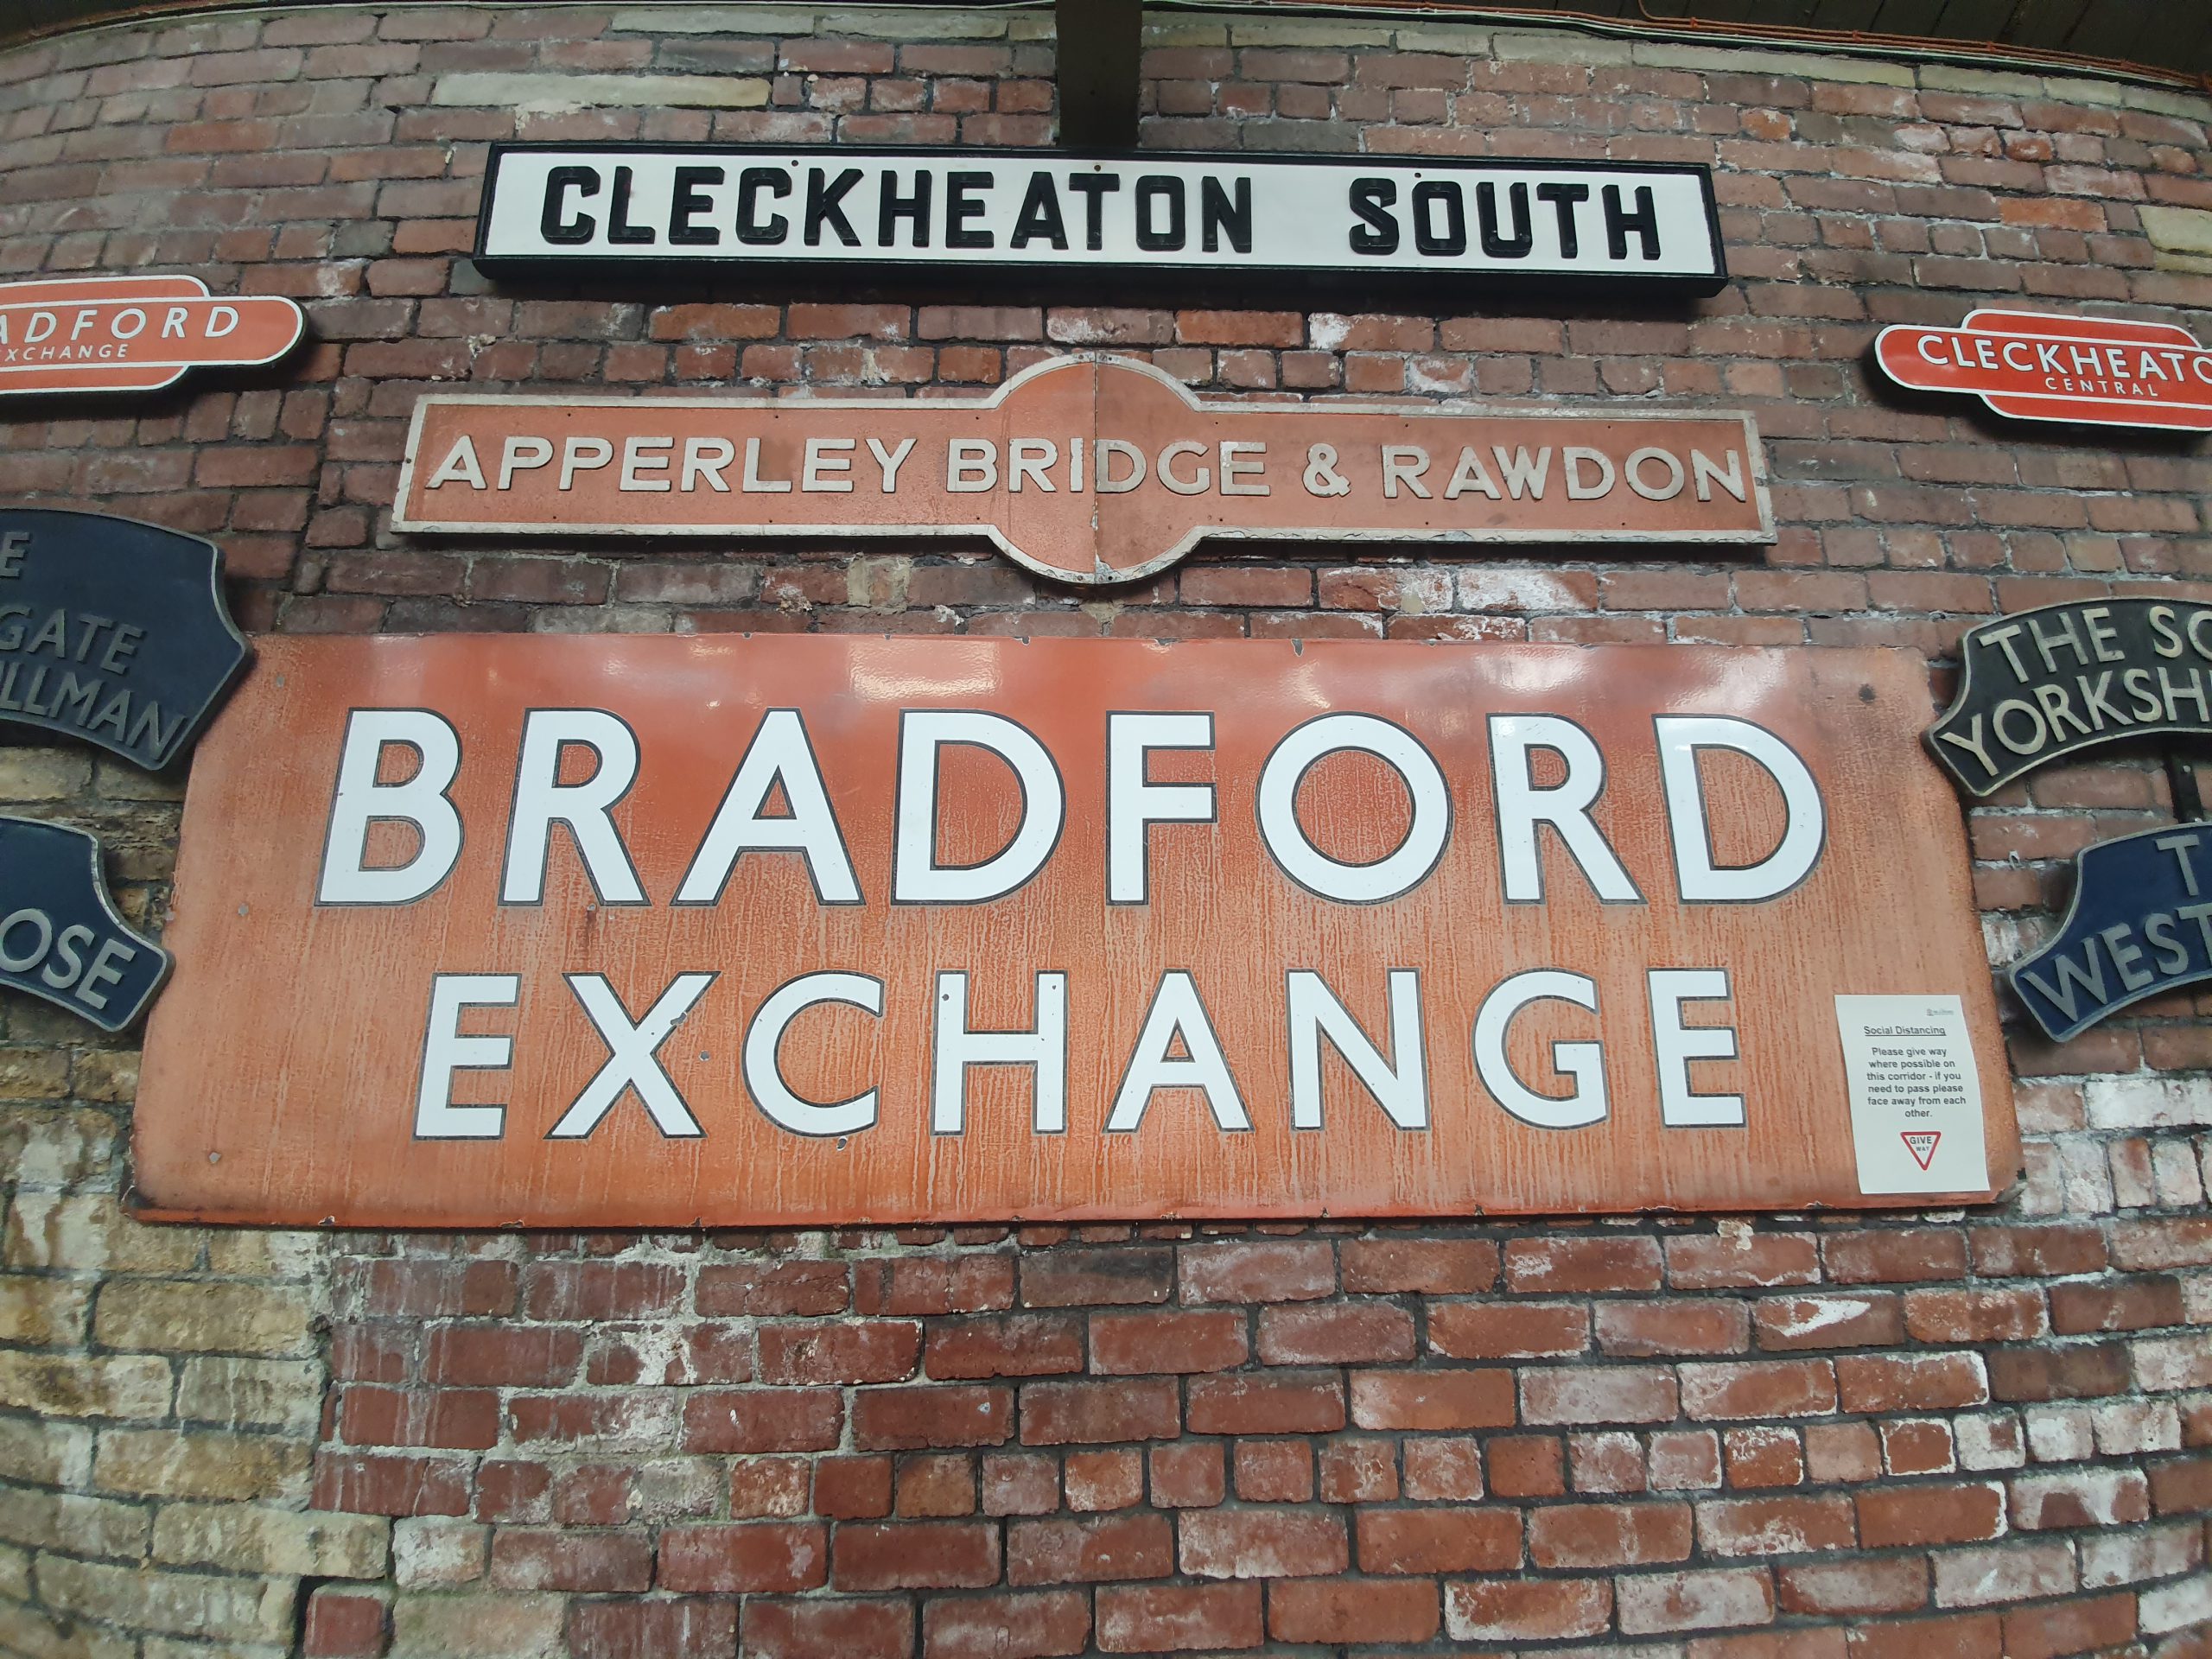 CLECKHEATON SOUTH
ADFORD
XCHANGE
CLECKHEATO
CENTRAL
APPERLEY BRIDGE & RAWDON
E
GATE
LLMAN
THE SO
YORKSHI
BRADFORD
EXCHANGE
OSE
T
WEST
Social Distancing
Please give way
where possible on
this corridor - if you
need to pass please
face away from each
other.
GIVE
WAY